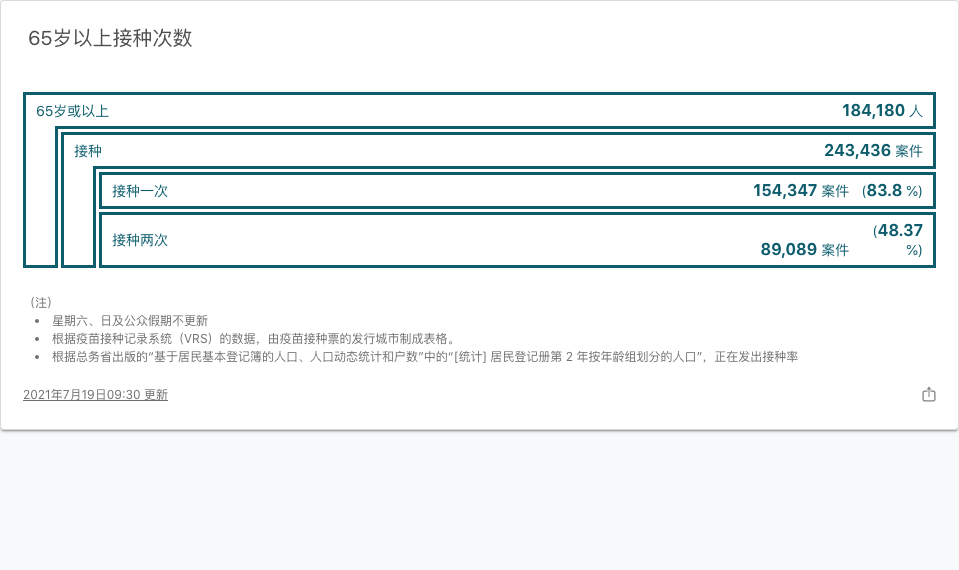 65岁以上接种次数
65岁或以上 184,180 人
接种 243,436 案件
接种一次 154,347 案件 (83.8 %)
接种两次 89,089 案件 (48.37 %)
（注）
• 星期六、日及公众假期不更新
• 根据疫苗接种记录系统（VRS）的数据，由疫苗接种票的发行城市制成表格。
• 根据总务省出版的“基于居民基本登记簿的人口、人口动态统计和户数”中的“[统计] 居民登记册第 2 年按年龄组划分的人口”，正在发出接种率
2021年7月19日09:30 更新